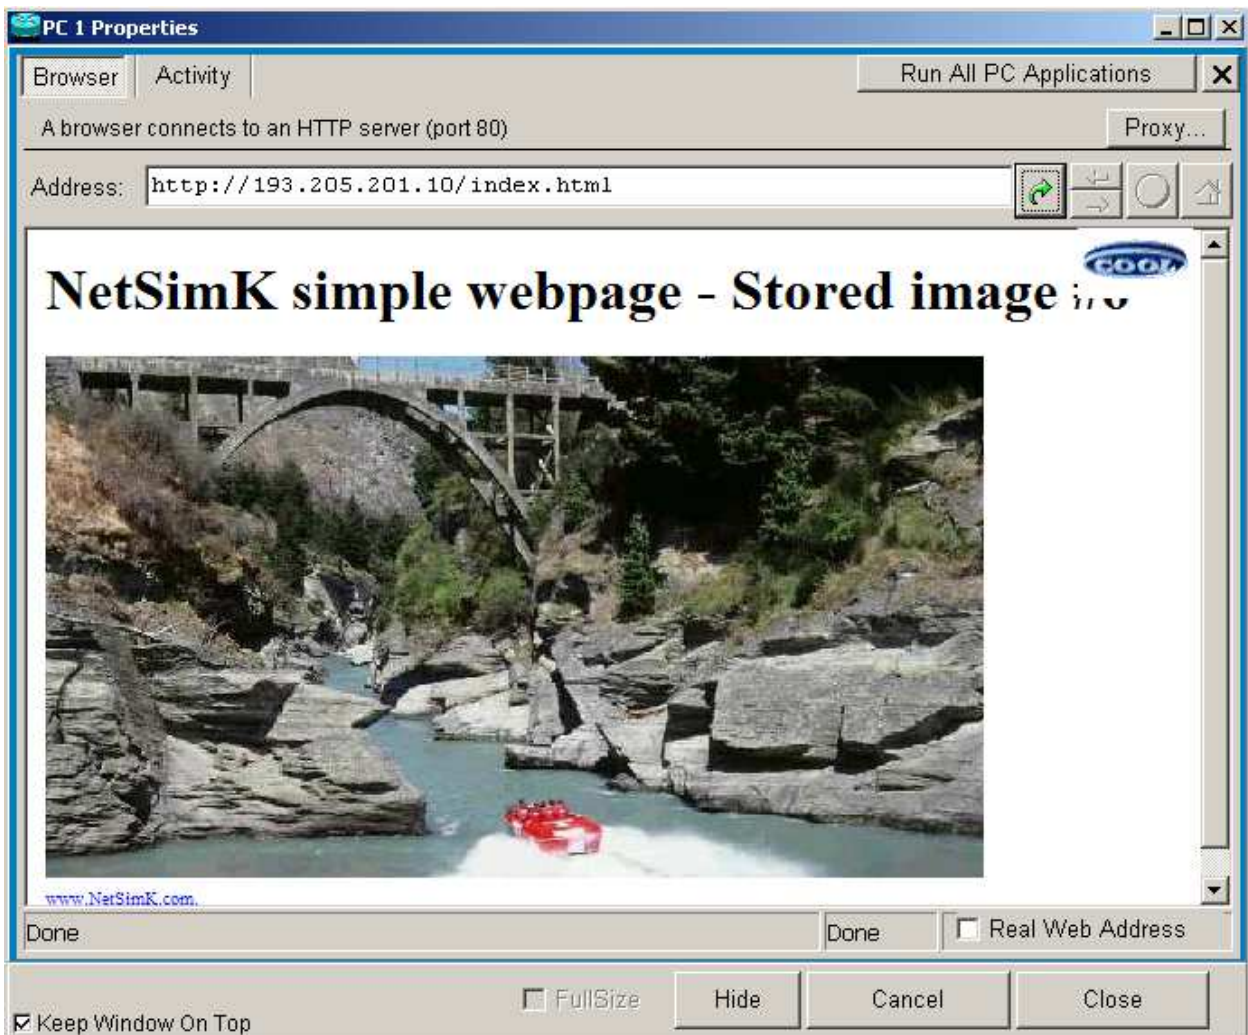 PC 1 Properties
Browser Activity Run All PC Applications
A browser connects to an HTTP server (port 80) Proxy...
Address: http://193.205.201.10/index.html
COOL
NetSimK simple webpage - Stored image
www.NetSimK.com.
Done Done Real Web Address
FullSize Hide Cancel Close
Keep Window On Top